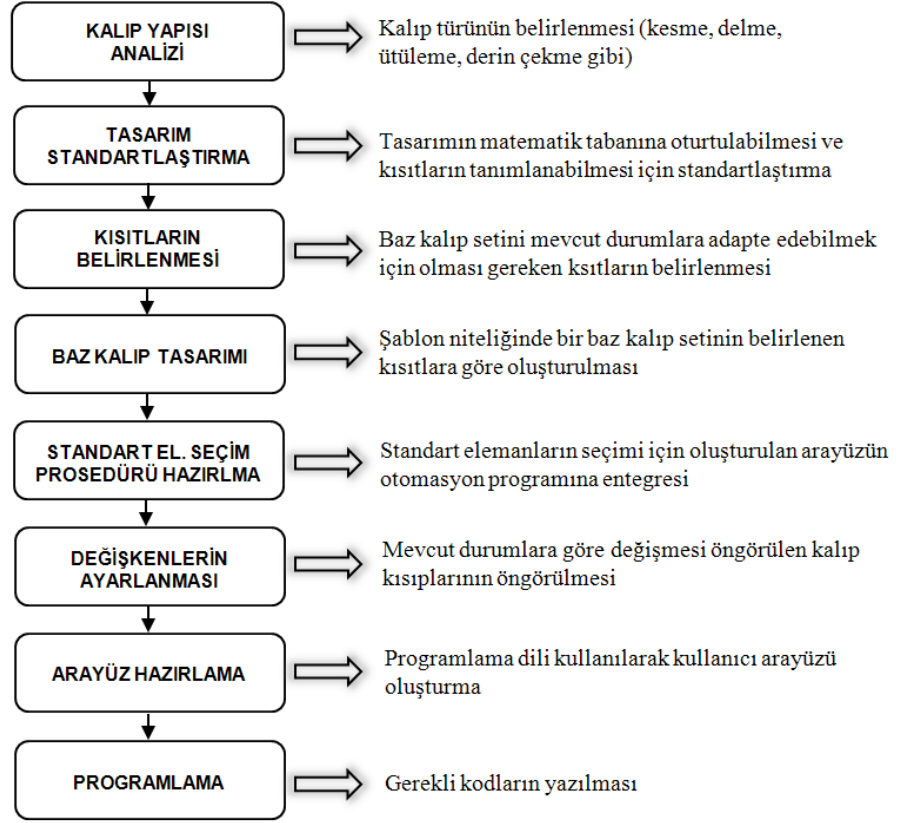 KALIP YAPISI
ANALİZİ
Kalıp türünün belirlenmesi (kesme, delme,
ütüleme, derin çekme gibi)
TASARIM
STANDARTLAŞTIRMA
Tasarımın matematik tabanına oturtulabilmesi ve
kısıtların tanımlanabilmesi için standartlaştırma
KISITLARIN
BELİRLENMESİ
Baz kalıp setini mevcut durumlara adapte edebilmek
için olması gereken ksıtların belirlenmesi
BAZ KALIP TASARIMI
Şablon niteliğinde bir baz kalıp setinin belirlenen
kısıtlara göre oluşturulması
STANDART EL. SEÇİM
PROSEDÜRÜ HAZIRLMA
Standart elemanların seçimi için oluşturulan arayüzün
otomasyon programına entegresi
DEĞİŞKENLERİN
AYARLANMASI
Mevcut durumlara göre değişmesi öngörülen kalıp
kısıplarının öngörülmesi
ARAYÜZ HAZIRLAMA
Programlama dili kullanılarak kullanıcı arayüzü
oluşturma
PROGRAMLAMA
Gerekli kodların yazılması